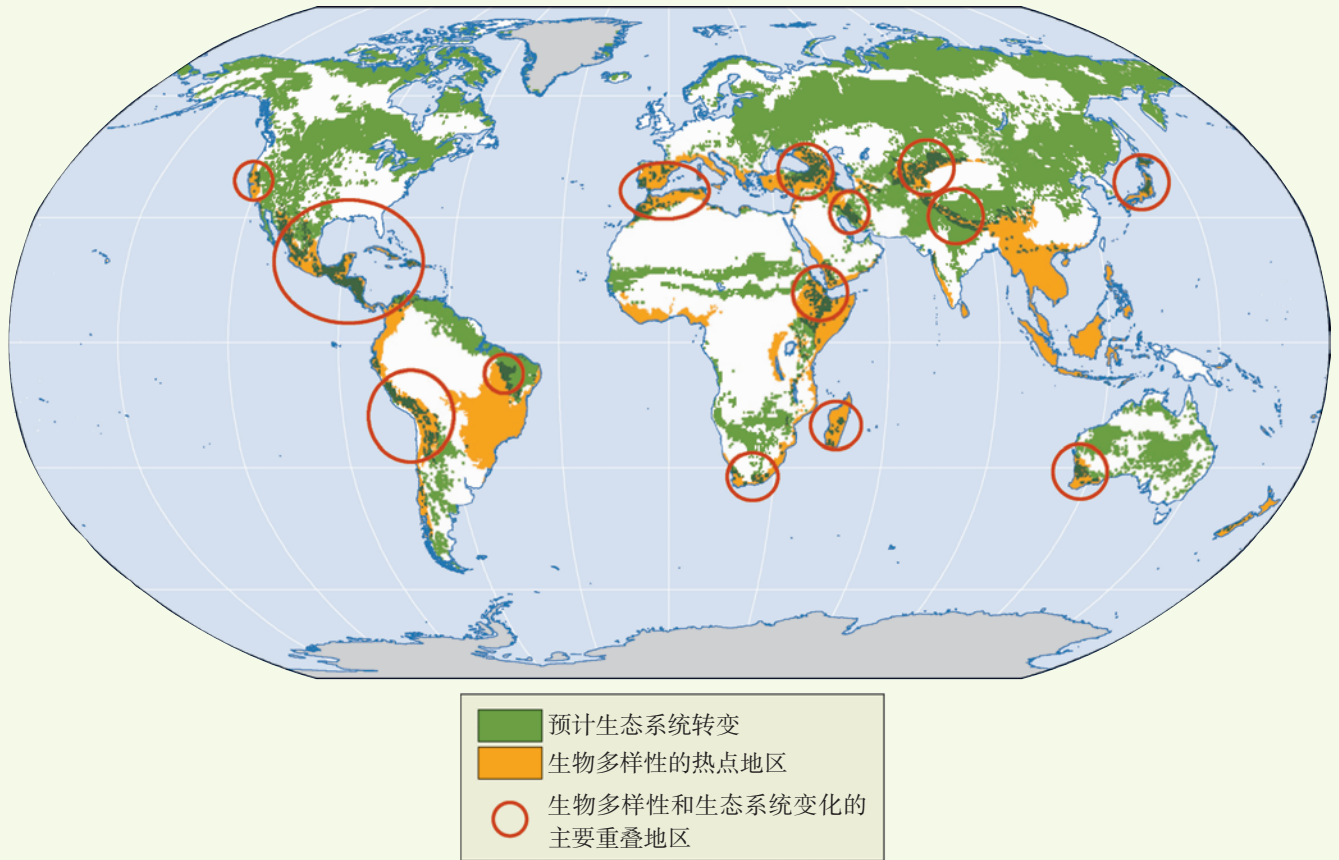 预计生态系统转变
生物多样性的热点地区
生物多样性和生态系统变化的
主要重叠地区